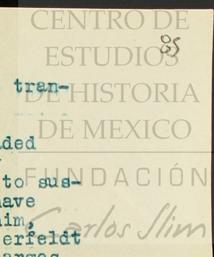 CENTRO DE
85
ESTUDIOS
tran-
DE HISTORIA
DE MEXICO
ded
to sus-
FUNDACIÓN
have
him,
Carlos Slim
erfeldt